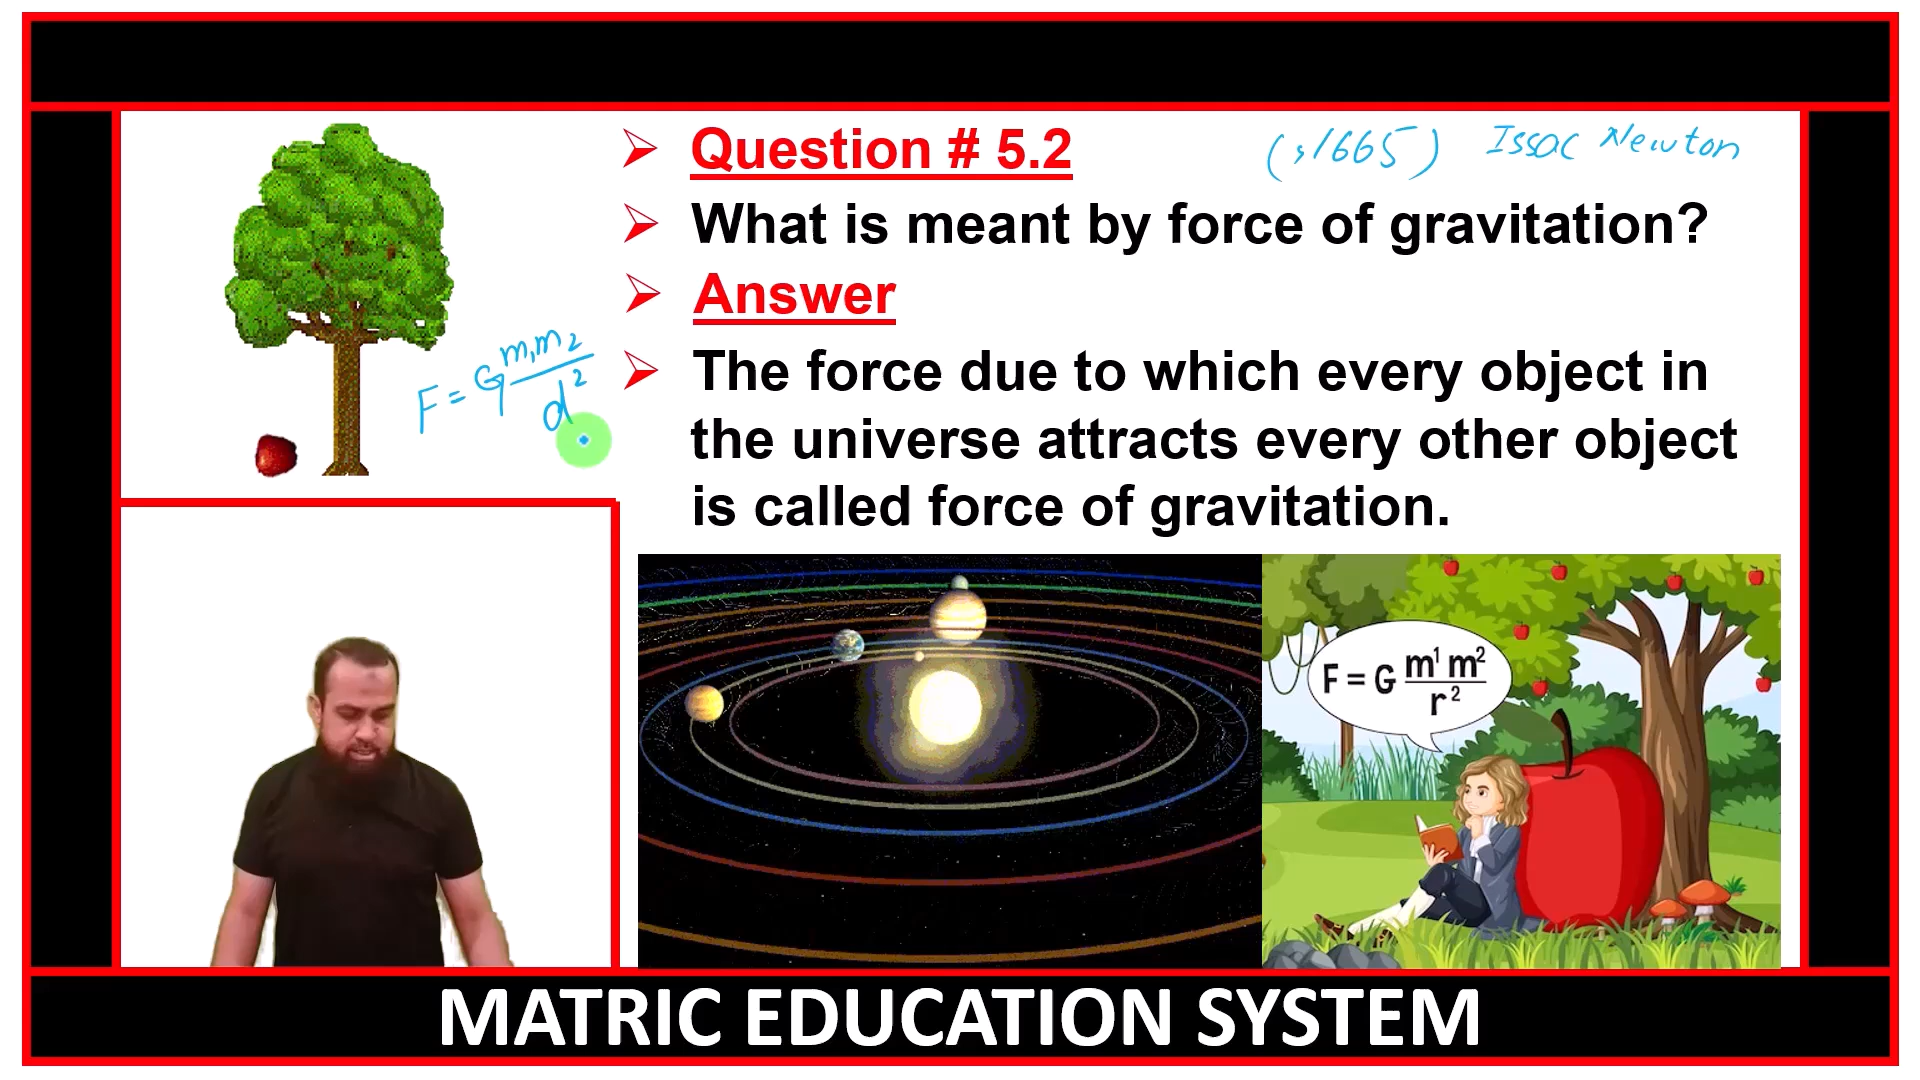 Question # 5.2
(1665) Issac Newton
What is meant by force of gravitation?
Answer
F = G m₁m₂ / d²
The force due to which every object in
the universe attracts every other object
is called force of gravitation.
F = G m¹ m² / r²
MATRIC EDUCATION SYSTEM